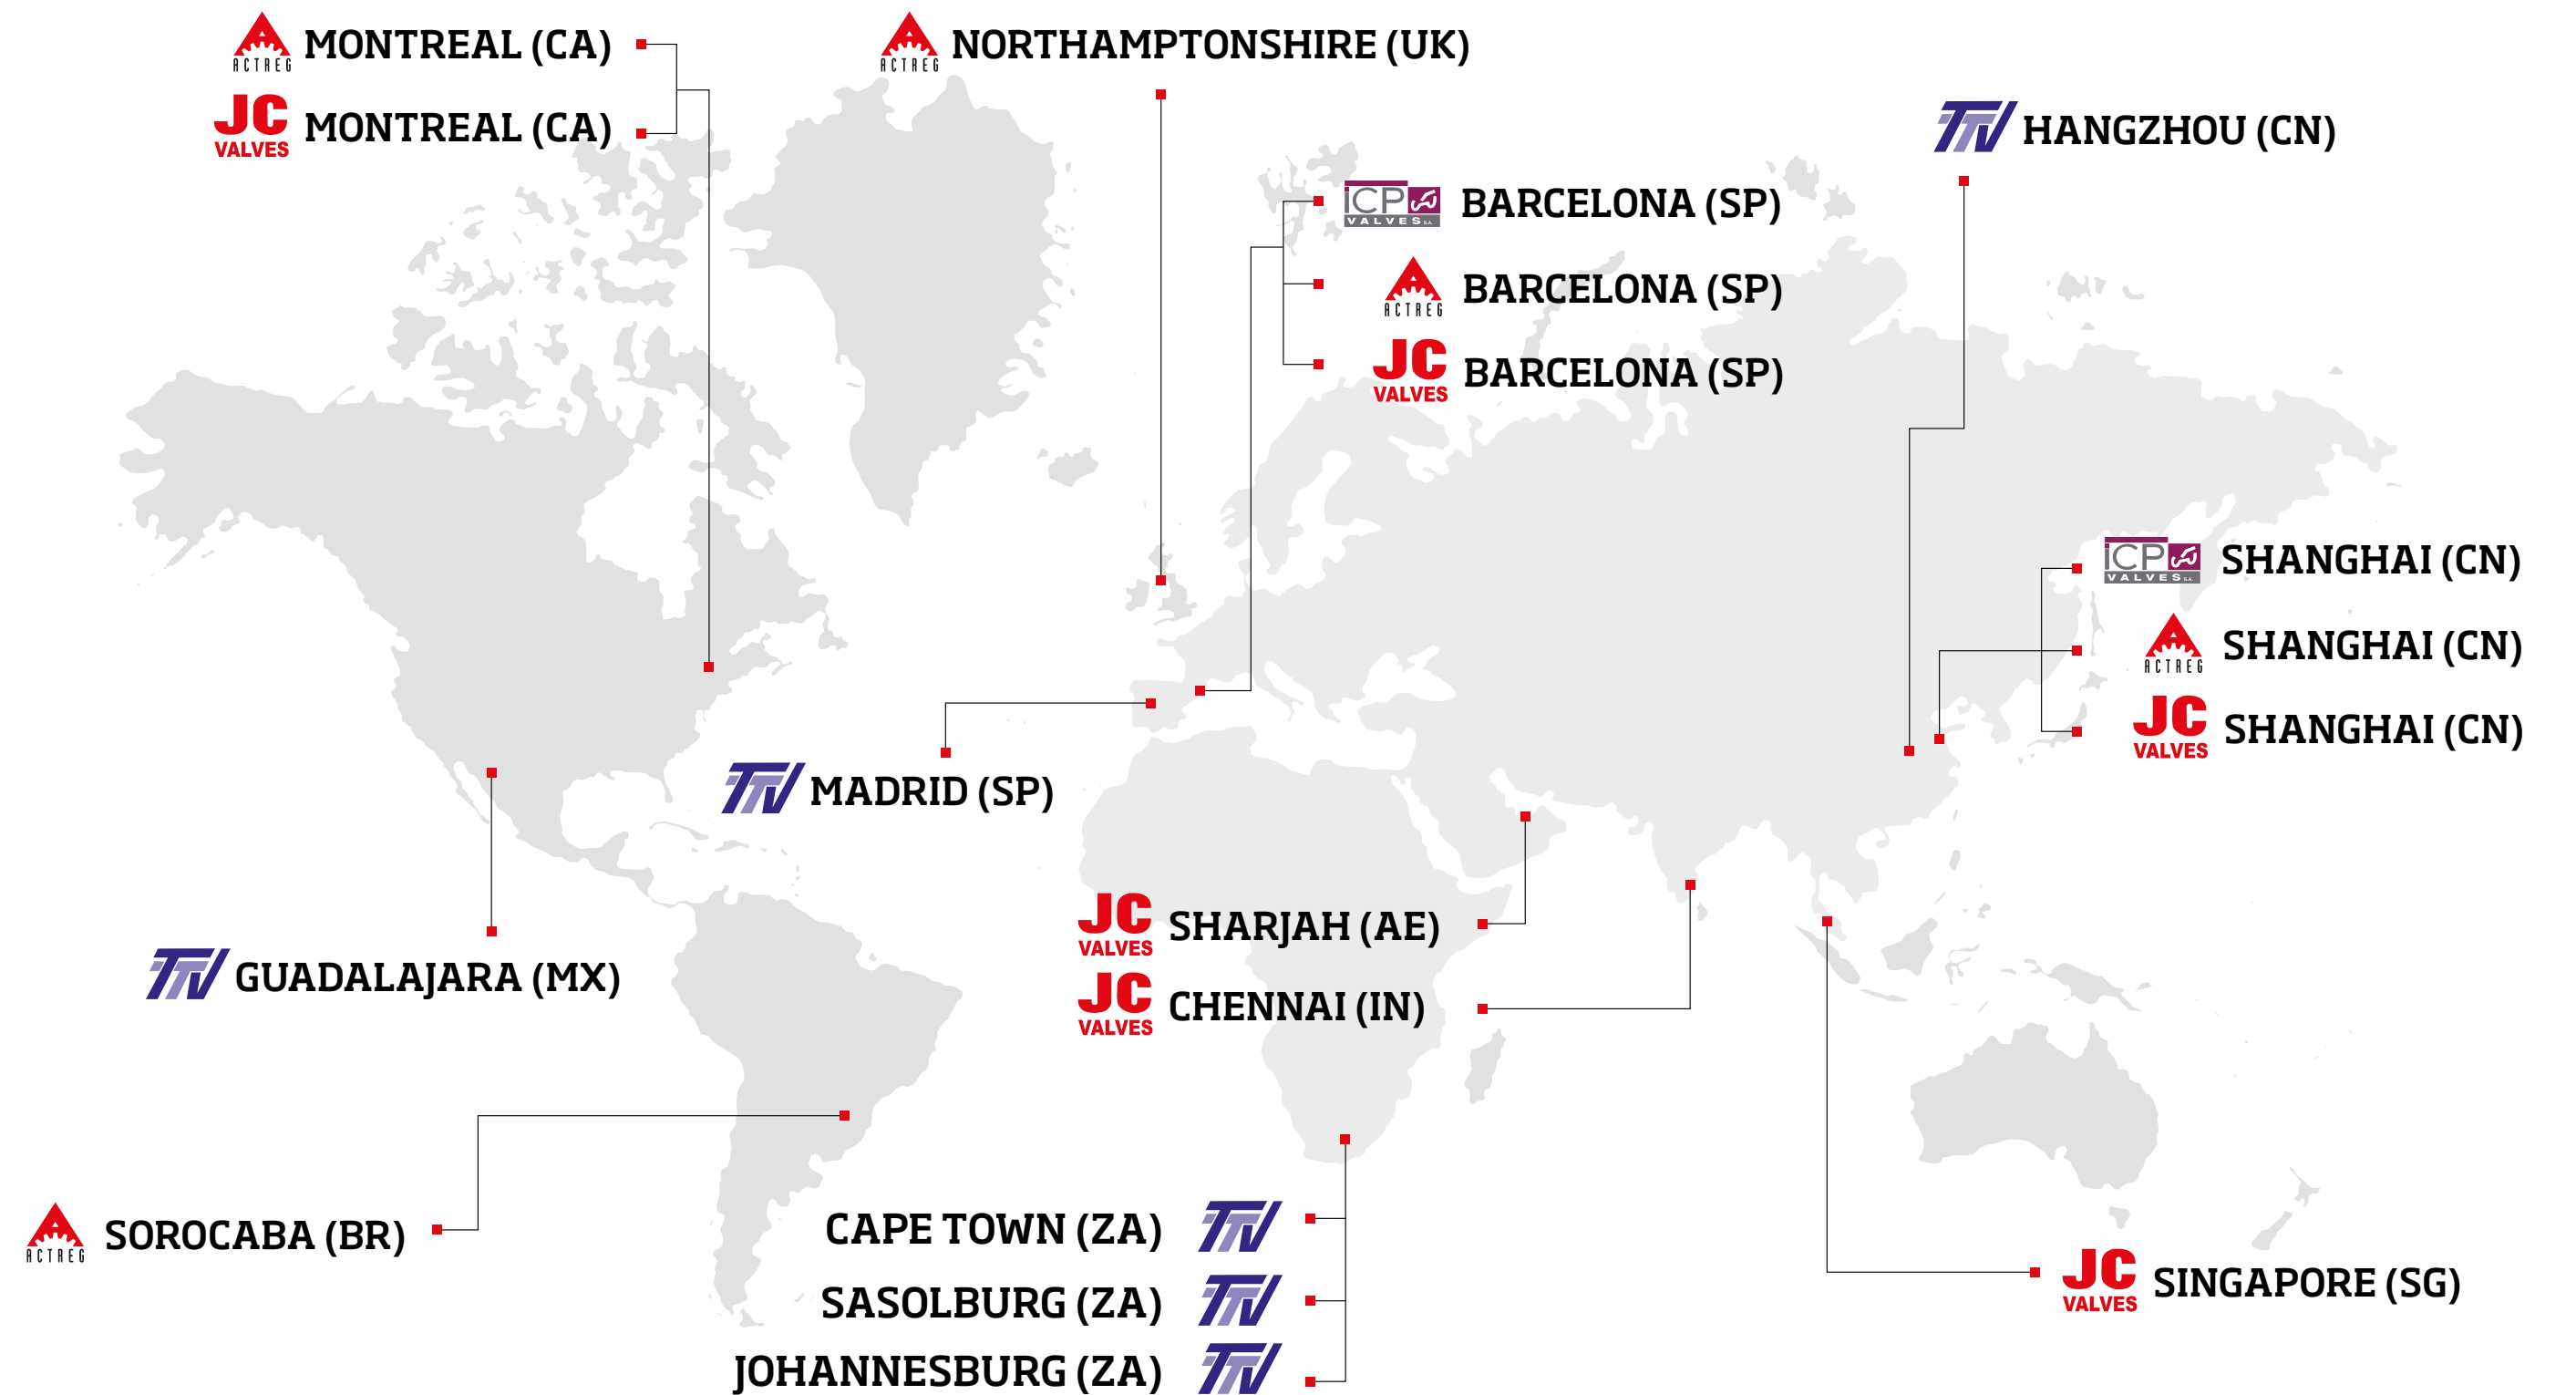 ACTREG MONTREAL (CA)
JC VALVES MONTREAL (CA)
ACTREG NORTHAMPTONSHIRE (UK)
TTV HANGZHOU (CN)
iCP VALVES S.A. BARCELONA (SP)
ACTREG BARCELONA (SP)
JC VALVES BARCELONA (SP)
iCP VALVES S.A. SHANGHAI (CN)
ACTREG SHANGHAI (CN)
JC VALVES SHANGHAI (CN)
TTV MADRID (SP)
JC VALVES SHARJAH (AE)
TTV GUADALAJARA (MX)
JC VALVES CHENNAI (IN)
ACTREG SOROCABA (BR)
CAPE TOWN (ZA) TTV
SASOLBURG (ZA) TTV
JOHANNESBURG (ZA) TTV
JC VALVES SINGAPORE (SG)